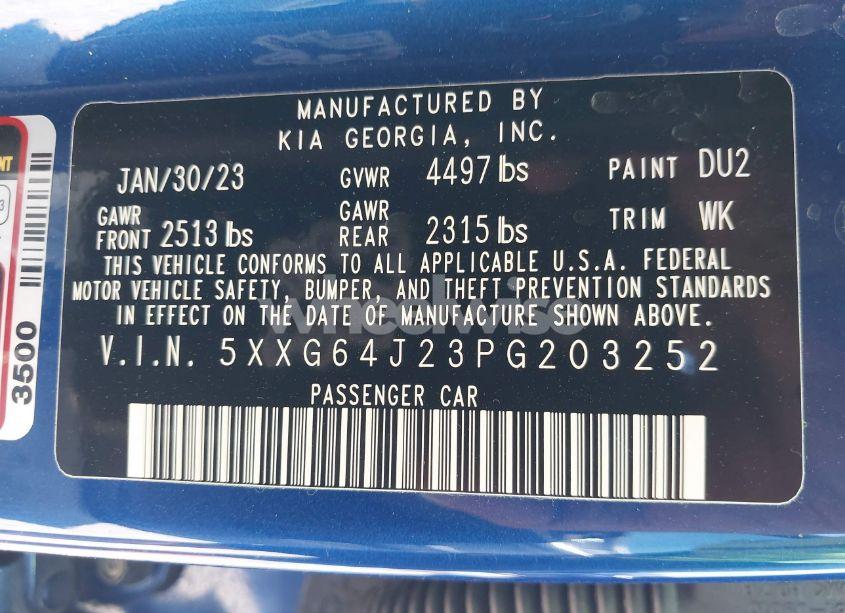 MANUFACTURED BY
KIA GEORGIA, INC.
JAN/30/23 GVWR 4497 lbs PAINT DU2
GAWR FRONT 2513 lbs GAWR REAR 2315 lbs TRIM WK
THIS VEHICLE CONFORMS TO ALL APPLICABLE U.S.A. FEDERAL
MOTOR VEHICLE SAFETY, BUMPER, AND THEFT PREVENTION STANDARDS
IN EFFECT ON THE DATE OF MANUFACTURE SHOWN ABOVE.
V.I.N. 5XXG64J23PG203252
PASSENGER CAR
3500
wheelwise